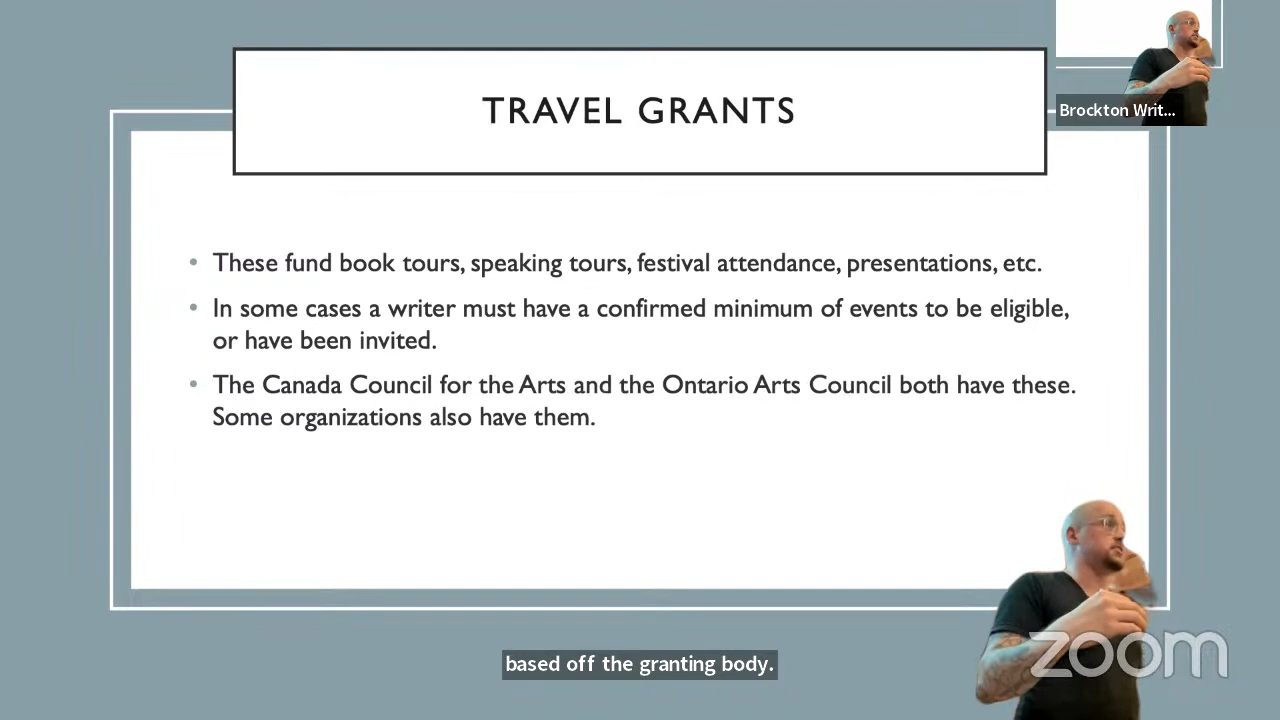 TRAVEL GRANTS
Brockton Writ...
• These fund book tours, speaking tours, festival attendance, presentations, etc.
• In some cases a writer must have a confirmed minimum of events to be eligible,
or have been invited.
• The Canada Council for the Arts and the Ontario Arts Council both have these.
Some organizations also have them.
based off the granting body.
zoom